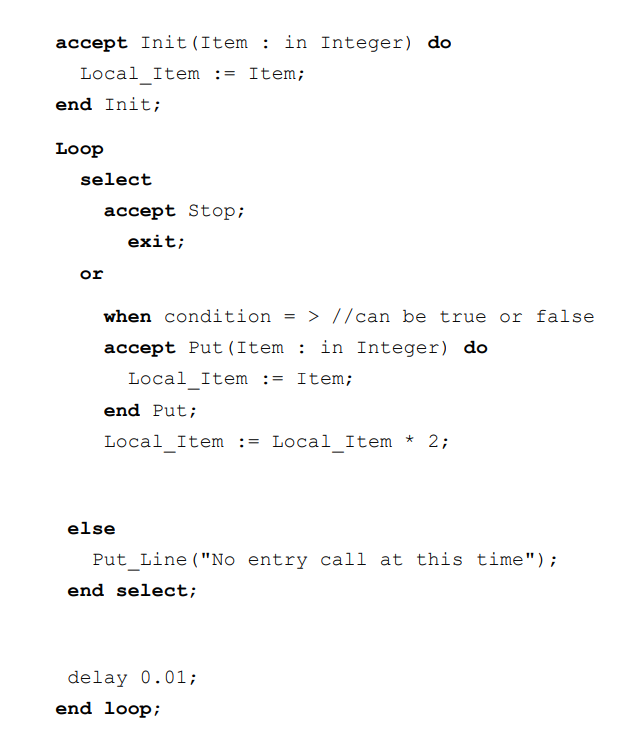 accept Init(Item : in Integer) do
Local_Item := Item;
end Init;
Loop
select
accept Stop;
exit;
or
when condition = > //can be true or false
accept Put(Item : in Integer) do
Local_Item := Item;
end Put;
Local_Item := Local_Item * 2;
else
Put_Line("No entry call at this time");
end select;
delay 0.01;
end loop;